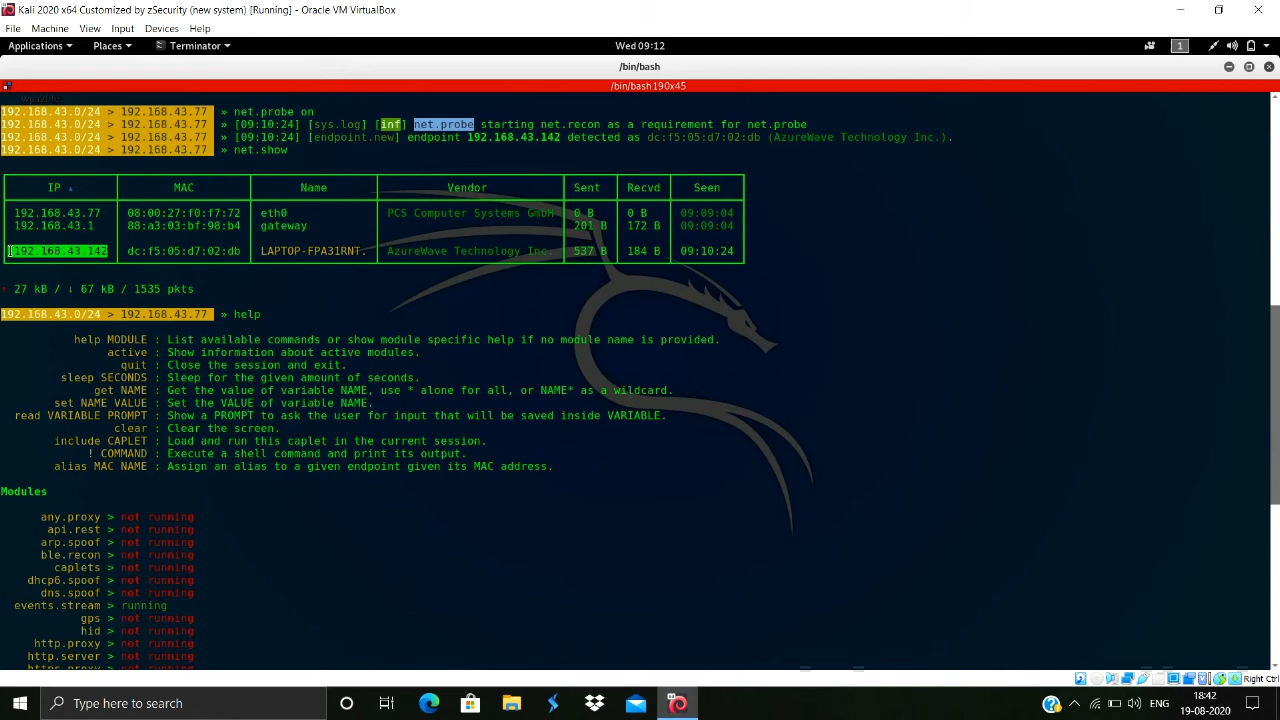 Kali 2020 x64 Customized by zSecurity (new system) [Running] - Oracle VM VirtualBox
File Machine View Input Devices Help
Applications Places Terminator Wed 09:12 1
/bin/bash
/bin/bash190x45
192.168.43.0/24 > 192.168.43.77 » net.probe on
192.168.43.0/24 > 192.168.43.77 » [09:10:24] [sys.log] [inf] net.probe starting net.recon as a requirement for net.probe
192.168.43.0/24 > 192.168.43.77 » [09:10:24] [endpoint.new] endpoint 192.168.43.142 detected as dc:f5:05:d7:02:db (AzureWave Technology Inc.).
192.168.43.0/24 > 192.168.43.77 » net.show
IP MAC Name Vendor Sent Recvd Seen
192.168.43.77 08:00:27:f0:f7:72 eth0 PCS Computer Systems GmbH 0 B 0 B 09:09:04
192.168.43.1 88:a3:03:bf:98:b4 gateway 201 B 172 B 09:09:04
192.168.43.142 dc:f5:05:d7:02:db LAPTOP-FPA31RNT. AzureWave Technology Inc. 537 B 184 B 09:10:24
↑ 27 kB / ↓ 67 kB / 1535 pkts
192.168.43.0/24 > 192.168.43.77 » help
help MODULE : List available commands or show module specific help if no module name is provided.
active : Show information about active modules.
quit : Close the session and exit.
sleep SECONDS : Sleep for the given amount of seconds.
get NAME : Get the value of variable NAME, use * alone for all, or NAME* as a wildcard.
set NAME VALUE : Set the VALUE of variable NAME.
read VARIABLE PROMPT : Show a PROMPT to ask the user for input that will be saved inside VARIABLE.
clear : Clear the screen.
include CAPLET : Load and run this caplet in the current session.
! COMMAND : Execute a shell command and print its output.
alias MAC NAME : Assign an alias to a given endpoint given its MAC address.
Modules
any.proxy > not running
api.rest > not running
arp.spoof > not running
ble.recon > not running
caplets > not running
dhcp6.spoof > not running
dns.spoof > not running
events.stream > running
gps > not running
hid > not running
http.proxy > not running
http.server > not running
https.proxy > not running
Right Ctrl
Type here to search
ENG
18:42
19-08-2020